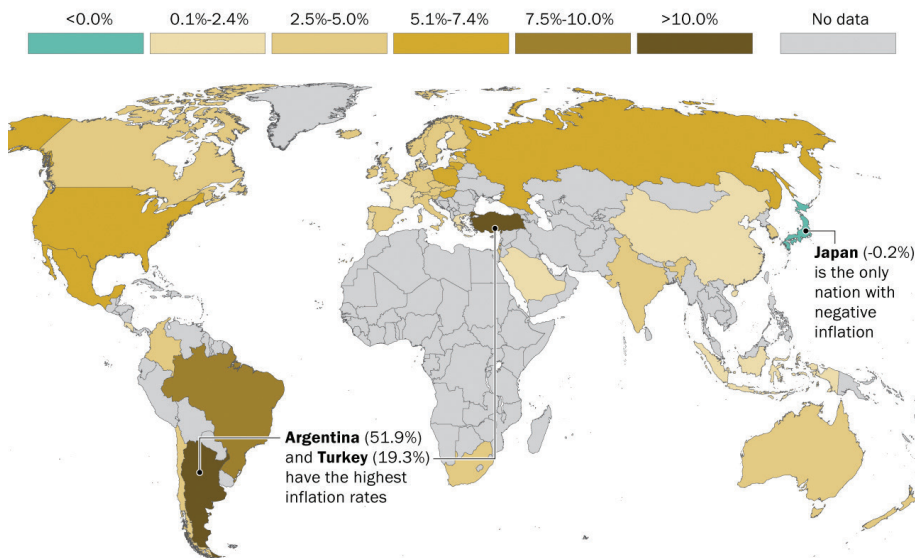 <0.0%
0.1%-2.4%
2.5%-5.0%
5.1%-7.4%
7.5%-10.0%
>10.0%
No data
Japan (-0.2%)
is the only
nation with
negative
inflation
Argentina (51.9%)
and Turkey (19.3%)
have the highest
inflation rates